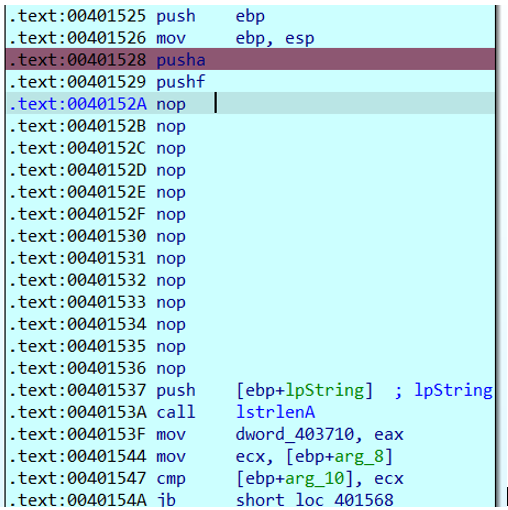 .text:00401525 push ebp
.text:00401526 mov ebp, esp
.text:00401528 pusha
.text:00401529 pushf
.text:0040152A nop
.text:0040152B nop
.text:0040152C nop
.text:0040152D nop
.text:0040152E nop
.text:0040152F nop
.text:00401530 nop
.text:00401531 nop
.text:00401532 nop
.text:00401533 nop
.text:00401534 nop
.text:00401535 nop
.text:00401536 nop
.text:00401537 push [ebp+lpString] ; lpString
.text:0040153A call lstrlenA
.text:0040153F mov dword_403710, eax
.text:00401544 mov ecx, [ebp+arg_8]
.text:00401547 cmp [ebp+arg_10], ecx
.text:0040154A jb short loc_401568